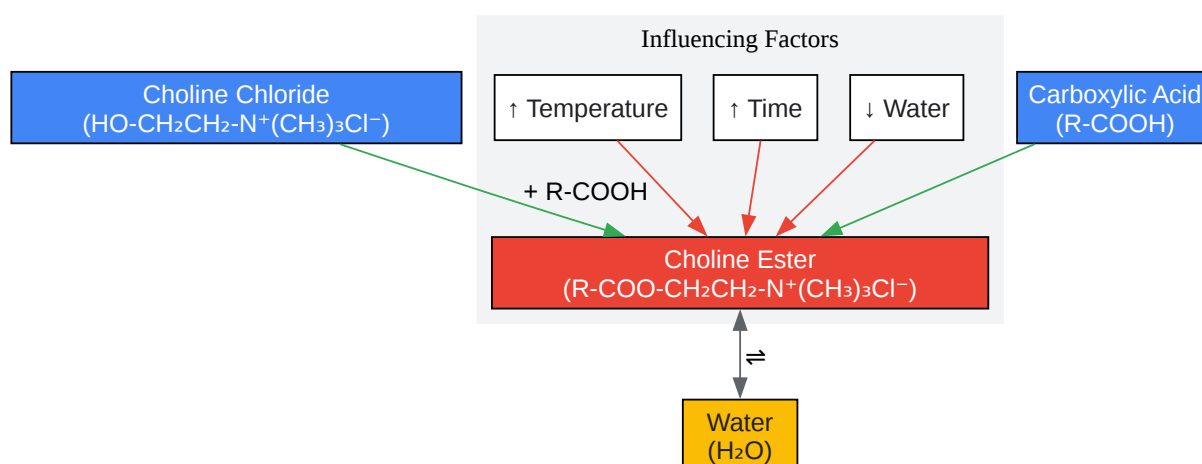 Influencing Factors
Choline Chloride
(HO-CH₂CH₂-N⁺(CH₃)₃Cl⁻)
↑ Temperature
↑ Time
↓ Water
Carboxylic Acid
(R-COOH)
+ R-COOH
Choline Ester
(R-COO-CH₂CH₂-N⁺(CH₃)₃Cl⁻)
⇌
Water
(H₂O)